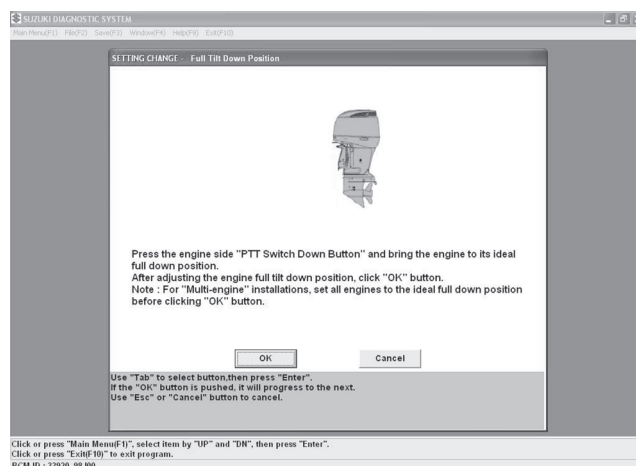 SUZUKI DIAGNOSTIC SYSTEM
Main Menu(F1) File(F2) Save(F3) Window(F4) Help(F9) Exit(F10)
SETTING CHANGE - Full Tilt Down Position
Press the engine side "PTT Switch Down Button" and bring the engine to its ideal
full down position.
After adjusting the engine full tilt down position, click "OK" button.
Note : For "Multi-engine" installations, set all engines to the ideal full down position
before clicking "OK" button.
OK Cancel
Use "Tab" to select button,then press "Enter".
If the "OK" button is pushed, it will progress to the next.
Use "Esc" or "Cancel" button to cancel.
Click or press "Main Menu(F1)", select item by "UP" and "DN", then press "Enter".
Click or press "Exit(F10)" to exit program.
BCM ID : 33920-98J00